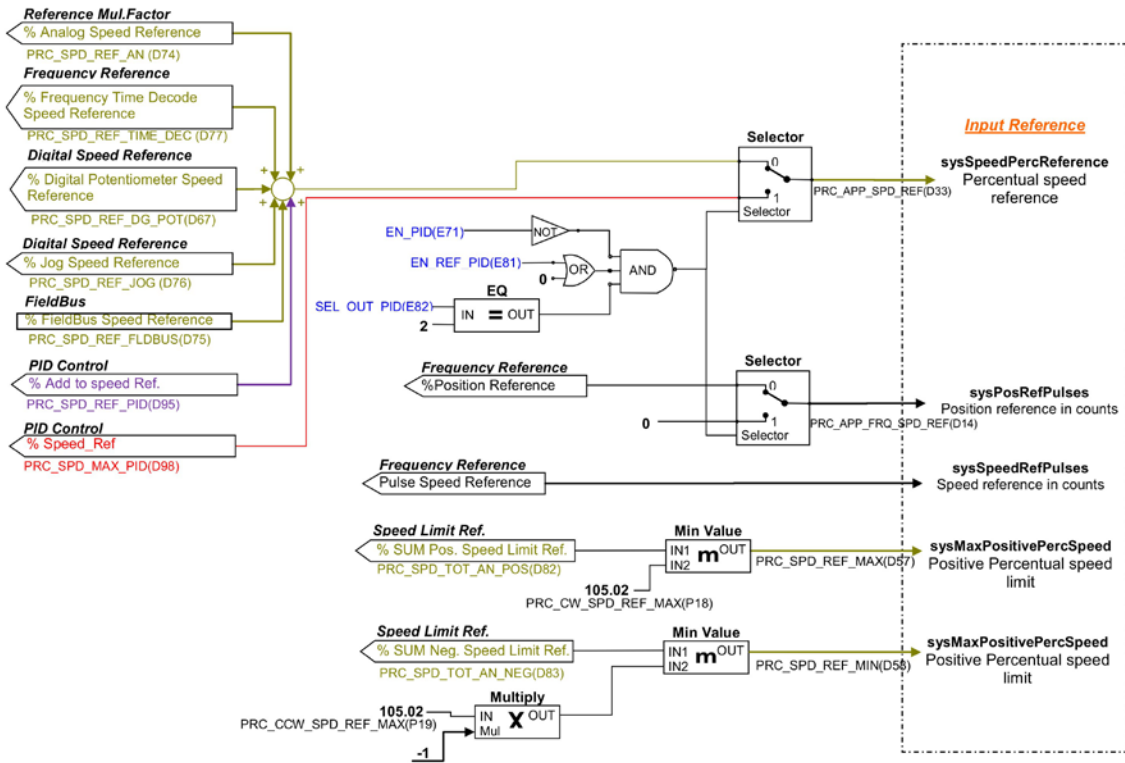 Reference Mul.Factor
% Analog Speed Reference
PRC_SPD_REF_AN (D74)
Frequency Reference
% Frequency Time Decode
Speed Reference
PRC_SPD_REF_TIME_DEC (D77)
Digital Speed Reference
% Digital Potentiometer Speed
Reference
PRC_SPD_REF_DG_POT(D67)
Digital Speed Reference
% Jog Speed Reference
PRC_SPD_REF_JOG (D76)
FieldBus
% FieldBus Speed Reference
PRC_SPD_REF_FLDBUS(D75)
PID Control
% Add to speed Ref.
PRC_SPD_REF_PID(D95)
PID Control
% Speed_Ref
PRC_SPD_MAX_PID(D98)
+ +
+ +
Selector
0
1
Selector
PRC_APP_SPD_REF(D33)
EN_PID(E71)
NOT
EN_REF_PID(E81)
0
OR
AND
SEL_OUT_PID(E82)
2
EQ
IN = OUT
Frequency Reference
%Position Reference
0
Selector
0
1
Selector
PRC_APP_FRQ_SPD_REF(D14)
Frequency Reference
Pulse Speed Reference
Speed Limit Ref.
% SUM Pos. Speed Limit Ref.
PRC_SPD_TOT_AN_POS(D82)
Min Value
IN1 m OUT
IN2
105.02
PRC_CW_SPD_REF_MAX(P18)
PRC_SPD_REF_MAX(D57)
Speed Limit Ref.
% SUM Neg. Speed Limit Ref.
PRC_SPD_TOT_AN_NEG(D83)
Min Value
IN1 m OUT
IN2
PRC_SPD_REF_MIN(D58)
Multiply
105.02
PRC_CCW_SPD_REF_MAX(P19)
IN X OUT
Mul
-1
Input Reference
sysSpeedPercReference
Percentual speed
reference
sysPosRefPulses
Position reference in counts
sysSpeedRefPulses
Speed reference in counts
sysMaxPositivePercSpeed
Positive Percentual speed
limit
sysMaxPositivePercSpeed
Positive Percentual speed
limit